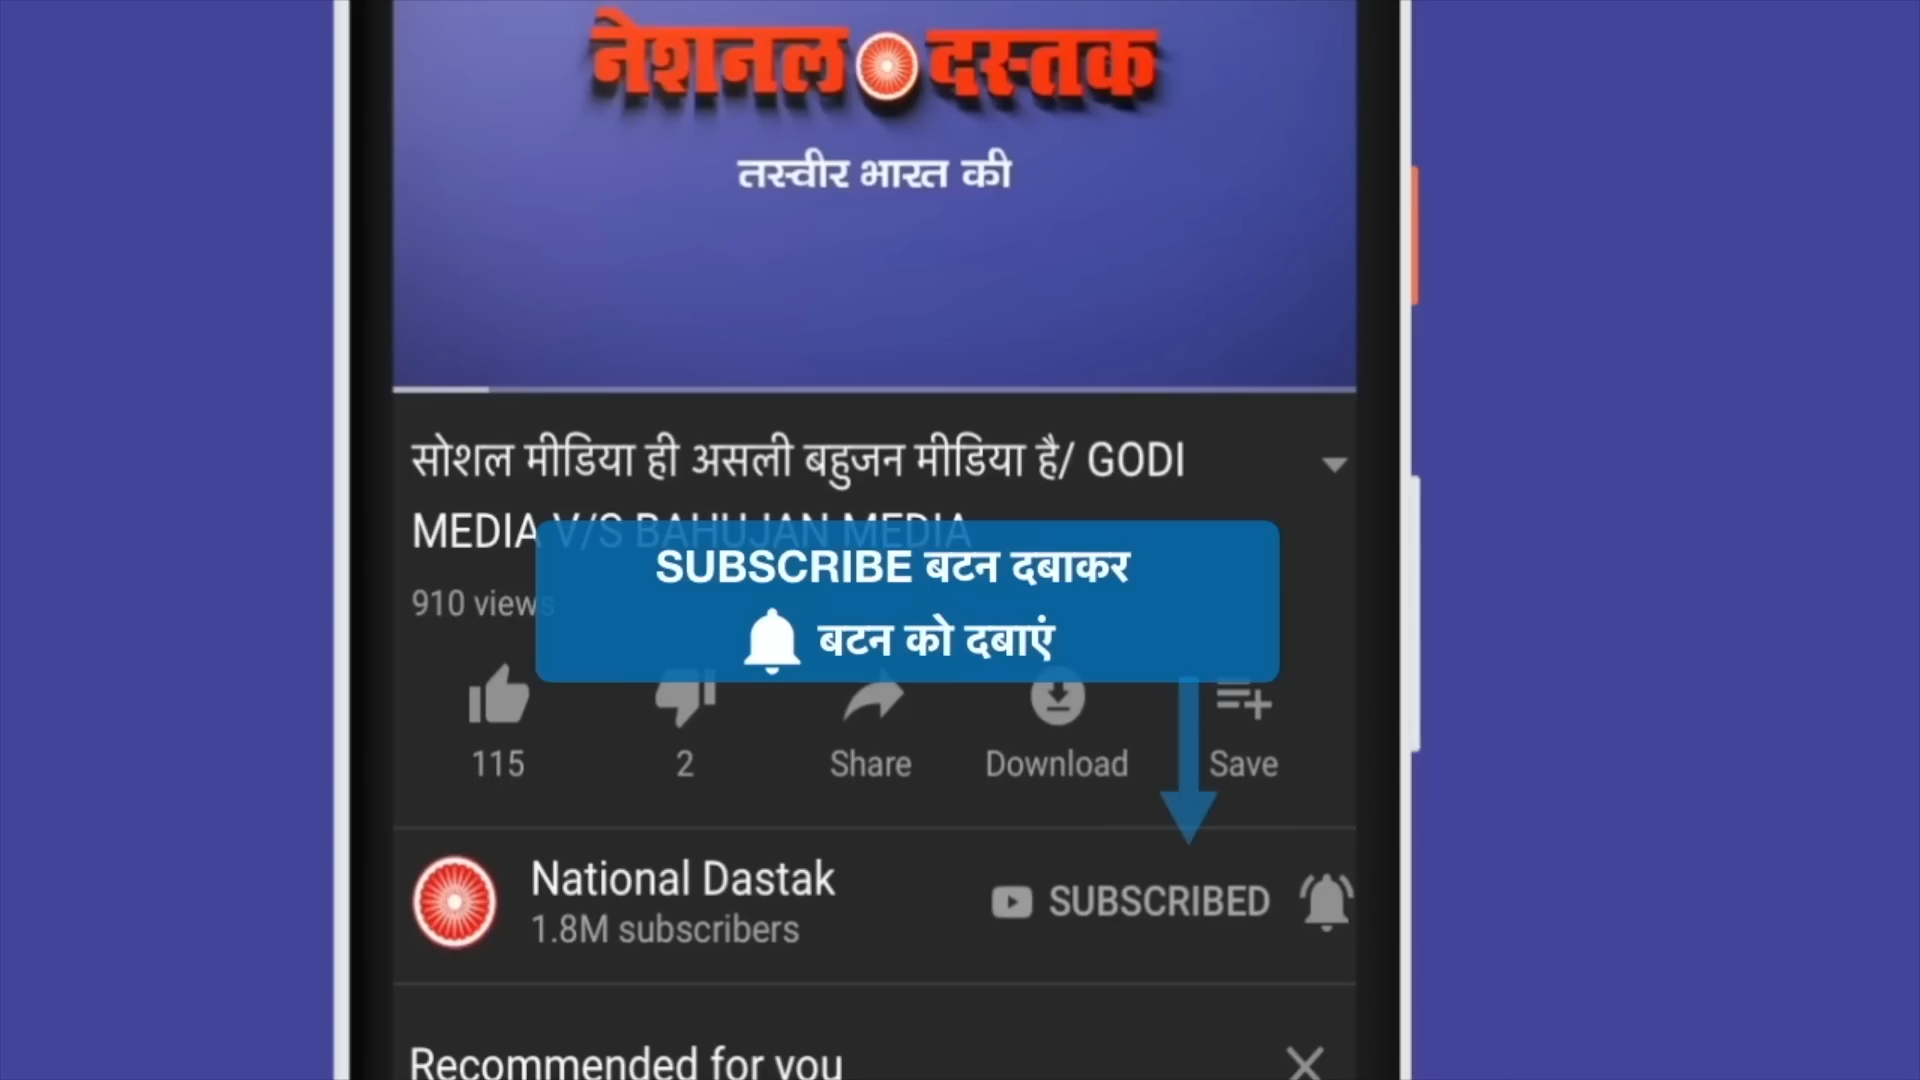 नेशनल दस्तक
तस्वीर भारत की
सोशल मीडिया ही असली बहुजन मीडिया है/ GODI
MEDIA V/S BAHUJAN MEDIA
SUBSCRIBE बटन दबाकर
बटन को दबाएं
910 views
115
2
Share
Download
Save
National Dastak
1.8M subscribers
SUBSCRIBED
Recommended for you